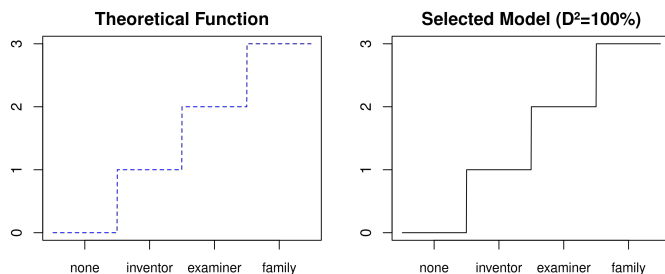 Theoretical Function
3
2
1
0
none inventor examiner family
Selected Model (D²=100%)
3
2
1
0
none inventor examiner family